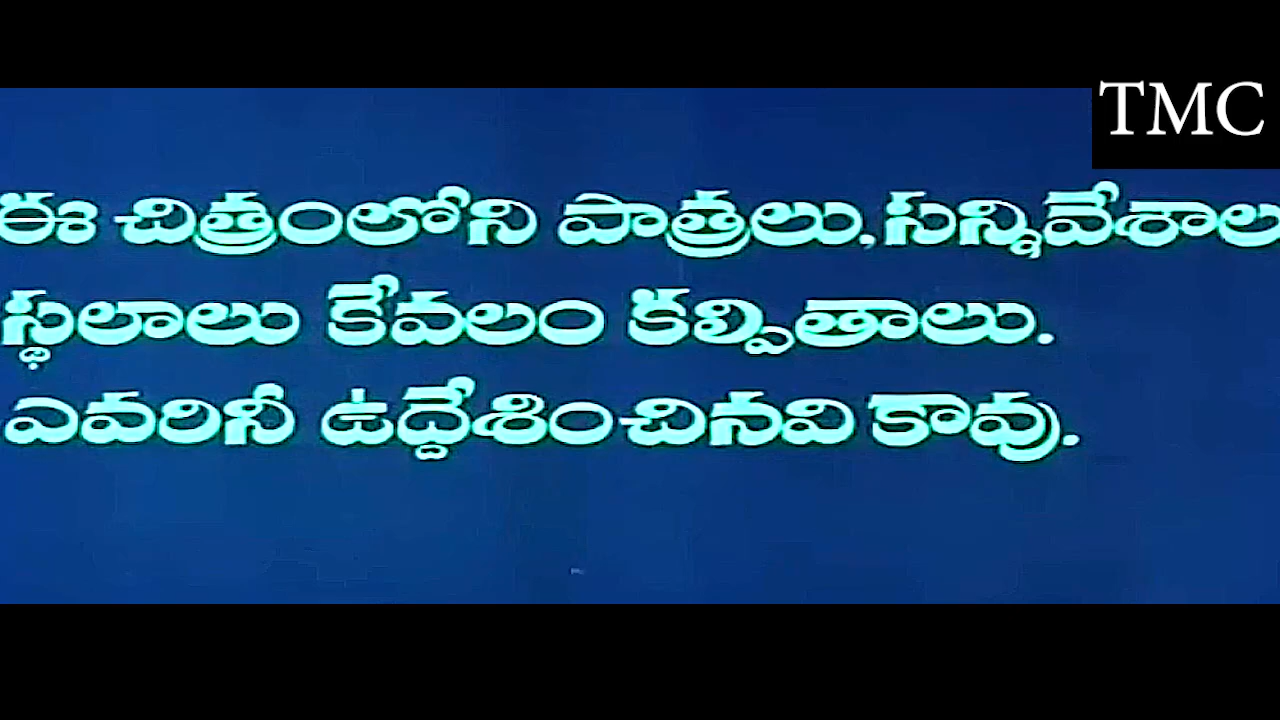 TMC
ఈ చిత్రంలోని పాత్రలు, సన్నివేశాల
స్థలాలు కేవలం కల్పితాలు.
ఎవరినీ ఉద్దేశించినవి కావు.